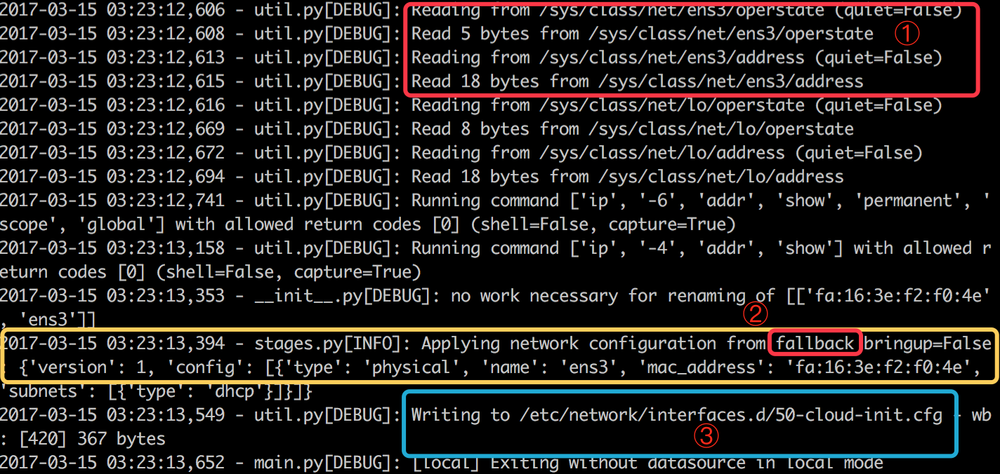 2017-03-15 03:23:12,606 - util.py[DEBUG]: Reading from /sys/class/net/ens3/operstate (quiet=False)
2017-03-15 03:23:12,608 - util.py[DEBUG]: Read 5 bytes from /sys/class/net/ens3/operstate ①
2017-03-15 03:23:12,613 - util.py[DEBUG]: Reading from /sys/class/net/ens3/address (quiet=False)
2017-03-15 03:23:12,615 - util.py[DEBUG]: Read 18 bytes from /sys/class/net/ens3/address
2017-03-15 03:23:12,616 - util.py[DEBUG]: Reading from /sys/class/net/lo/operstate (quiet=False)
2017-03-15 03:23:12,669 - util.py[DEBUG]: Read 8 bytes from /sys/class/net/lo/operstate
2017-03-15 03:23:12,672 - util.py[DEBUG]: Reading from /sys/class/net/lo/address (quiet=False)
2017-03-15 03:23:12,694 - util.py[DEBUG]: Read 18 bytes from /sys/class/net/lo/address
2017-03-15 03:23:12,741 - util.py[DEBUG]: Running command ['ip', '-6', 'addr', 'show', 'permanent', '
scope', 'global'] with allowed return codes [0] (shell=False, capture=True)
2017-03-15 03:23:13,158 - util.py[DEBUG]: Running command ['ip', '-4', 'addr', 'show'] with allowed r
eturn codes [0] (shell=False, capture=True)
2017-03-15 03:23:13,353 - __init__.py[DEBUG]: no work necessary for renaming of [['fa:16:3e:f2:f0:4e'
, 'ens3']]
②
2017-03-15 03:23:13,394 - stages.py[INFO]: Applying network configuration from fallback bringup=False
: {'version': 1, 'config': [{'type': 'physical', 'name': 'ens3', 'mac_address': 'fa:16:3e:f2:f0:4e',
'subnets': [{'type': 'dhcp'}]}]}
2017-03-15 03:23:13,549 - util.py[DEBUG]: Writing to /etc/network/interfaces.d/50-cloud-init.cfg - wb
: [420] 367 bytes
③
2017-03-15 03:23:13,652 - main.py[DEBUG]: [local] Exiting without datasource in local mode